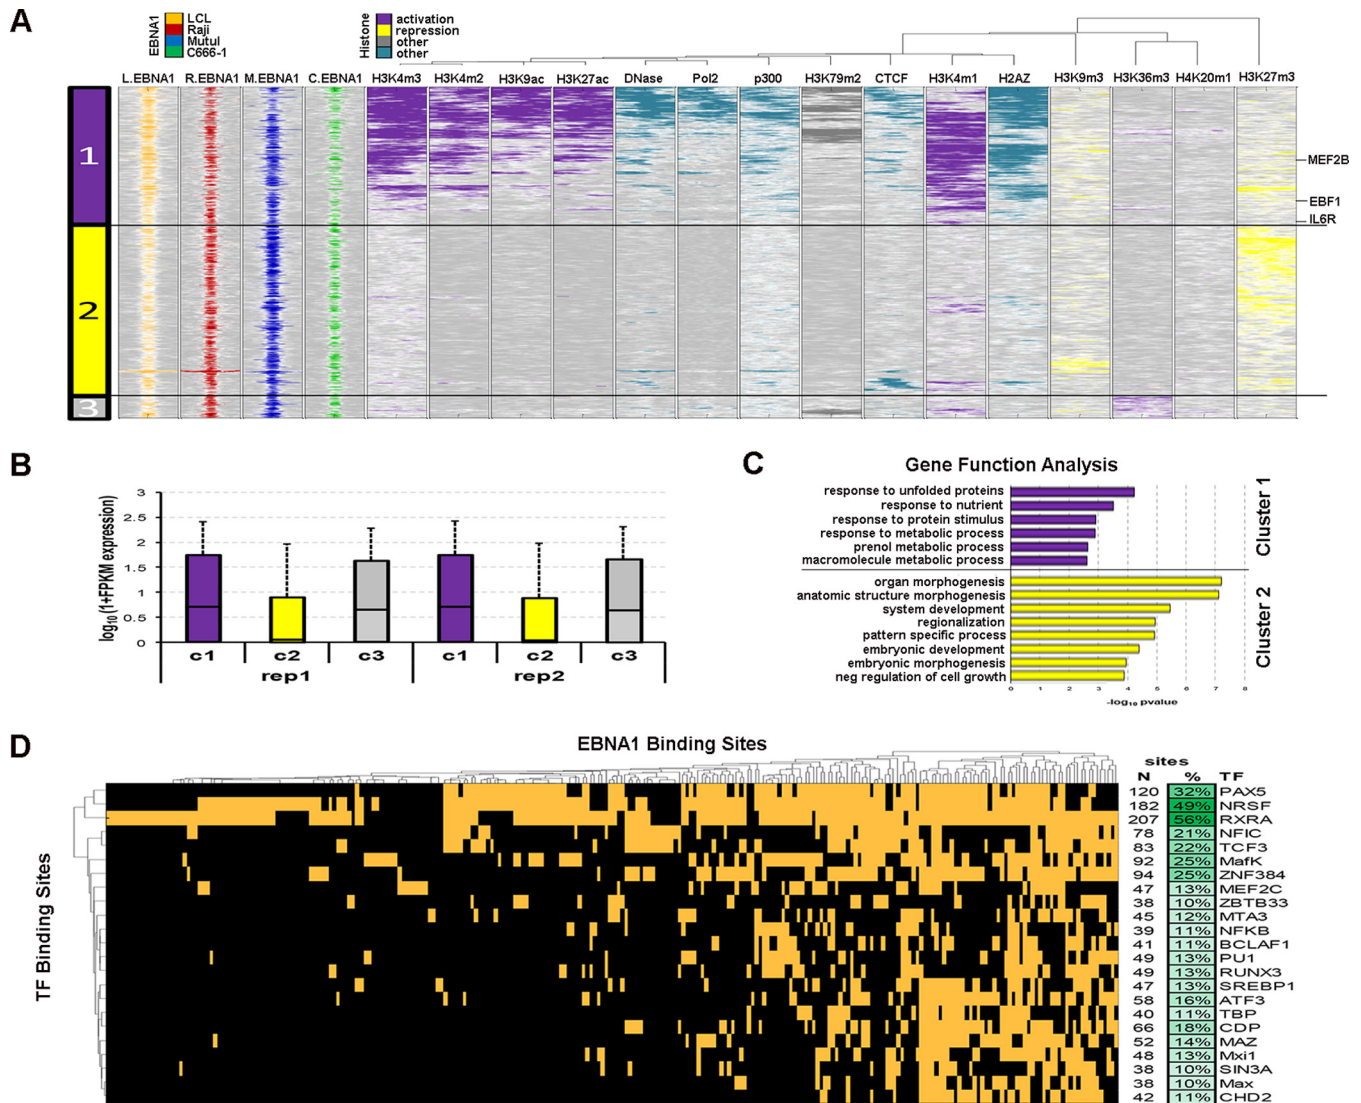 A
EBNA1
LCL
Raji
Mutul
C666-1
Histone
activation
repression
other
other
L.EBNA1 R.EBNA1 M.EBNA1 C.EBNA1 H3K4m3 H3K4m2 H3K9ac H3K27ac DNase Pol2 p300 H3K79m2 CTCF H3K4m1 H2AZ H3K9m3 H3K36m3 H4K20m1 H3K27m3
1
MEF2B
EBF1
IL6R
2
3
B
log10 (1+FPKM expression)
3
2.5
2
1.5
1
0.5
0
c1 c2 c3 c1 c2 c3
rep1 rep2
C
Gene Function Analysis
response to unfolded proteins
response to nutrient
response to protein stimulus
response to metabolic process
prenol metabolic process
macromolecule metabolic process
Cluster 1
organ morphogenesis
anatomic structure morphogenesis
system development
regionalization
pattern specific process
embryonic development
embryonic morphogenesis
neg regulation of cell growth
Cluster 2
0 1 2 3 4 5 6 7 8
-log10 pvalue
D
EBNA1 Binding Sites
TF Binding Sites
sites
N % TF
120 32% PAX5
182 49% NRSF
207 56% RXRA
78 21% NFIC
83 22% TCF3
92 25% MafK
94 25% ZNF384
47 13% MEF2C
38 10% ZBTB33
45 12% MTA3
39 11% NFKB
41 11% BCLAF1
49 13% PU1
49 13% RUNX3
47 13% SREBP1
58 16% ATF3
40 11% TBP
66 18% CDP
52 14% MAZ
48 13% Mxi1
38 10% SIN3A
38 10% Max
42 11% CHD2